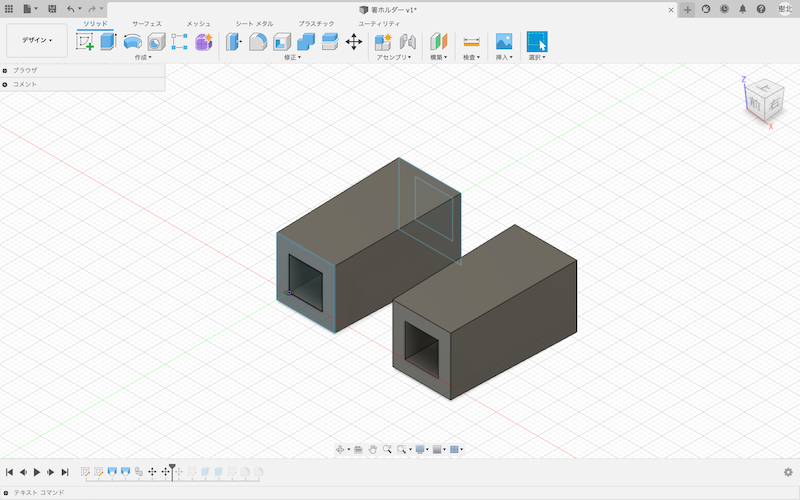 箸ホルダー v1*
樹北
ソリッド サーフェス メッシュ シート メタル プラスチック ユーティリティ
デザイン
作成 修正 アセンブリ 構築 検査 挿入 選択
ブラウザ
コメント
Z
上
前 右
X
テキスト コマンド